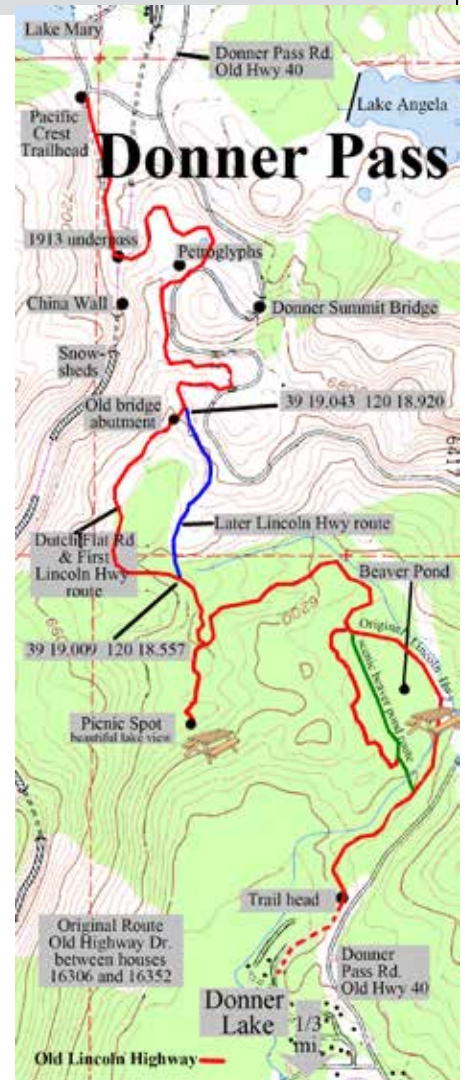 Lake Mary
Donner Pass Rd.
Old Hwy 40
Lake Angela
Pacific
Crest
Trailhead
Donner Pass
7200
1913 underpass
Petroglyphs
China Wall
Donner Summit Bridge
Snow-
sheds
6800
39 19.043 120 18.920
Old bridge
abutment
6417
Later Lincoln Hwy route
Dutch Flat Rd
& First
Lincoln Hwy
route
Beaver Pond
6029
Original Lincoln Hwy
39 19.009 120 18.557
scenic beaver pond route
Picnic Spot
beautiful lake view
Trail head
Original Route
Old Highway Dr.
between houses
16306 and 16352
Donner
Pass Rd.
Old Hwy 40
Donner
Lake
1/3
mi.
Old Lincoln Highway